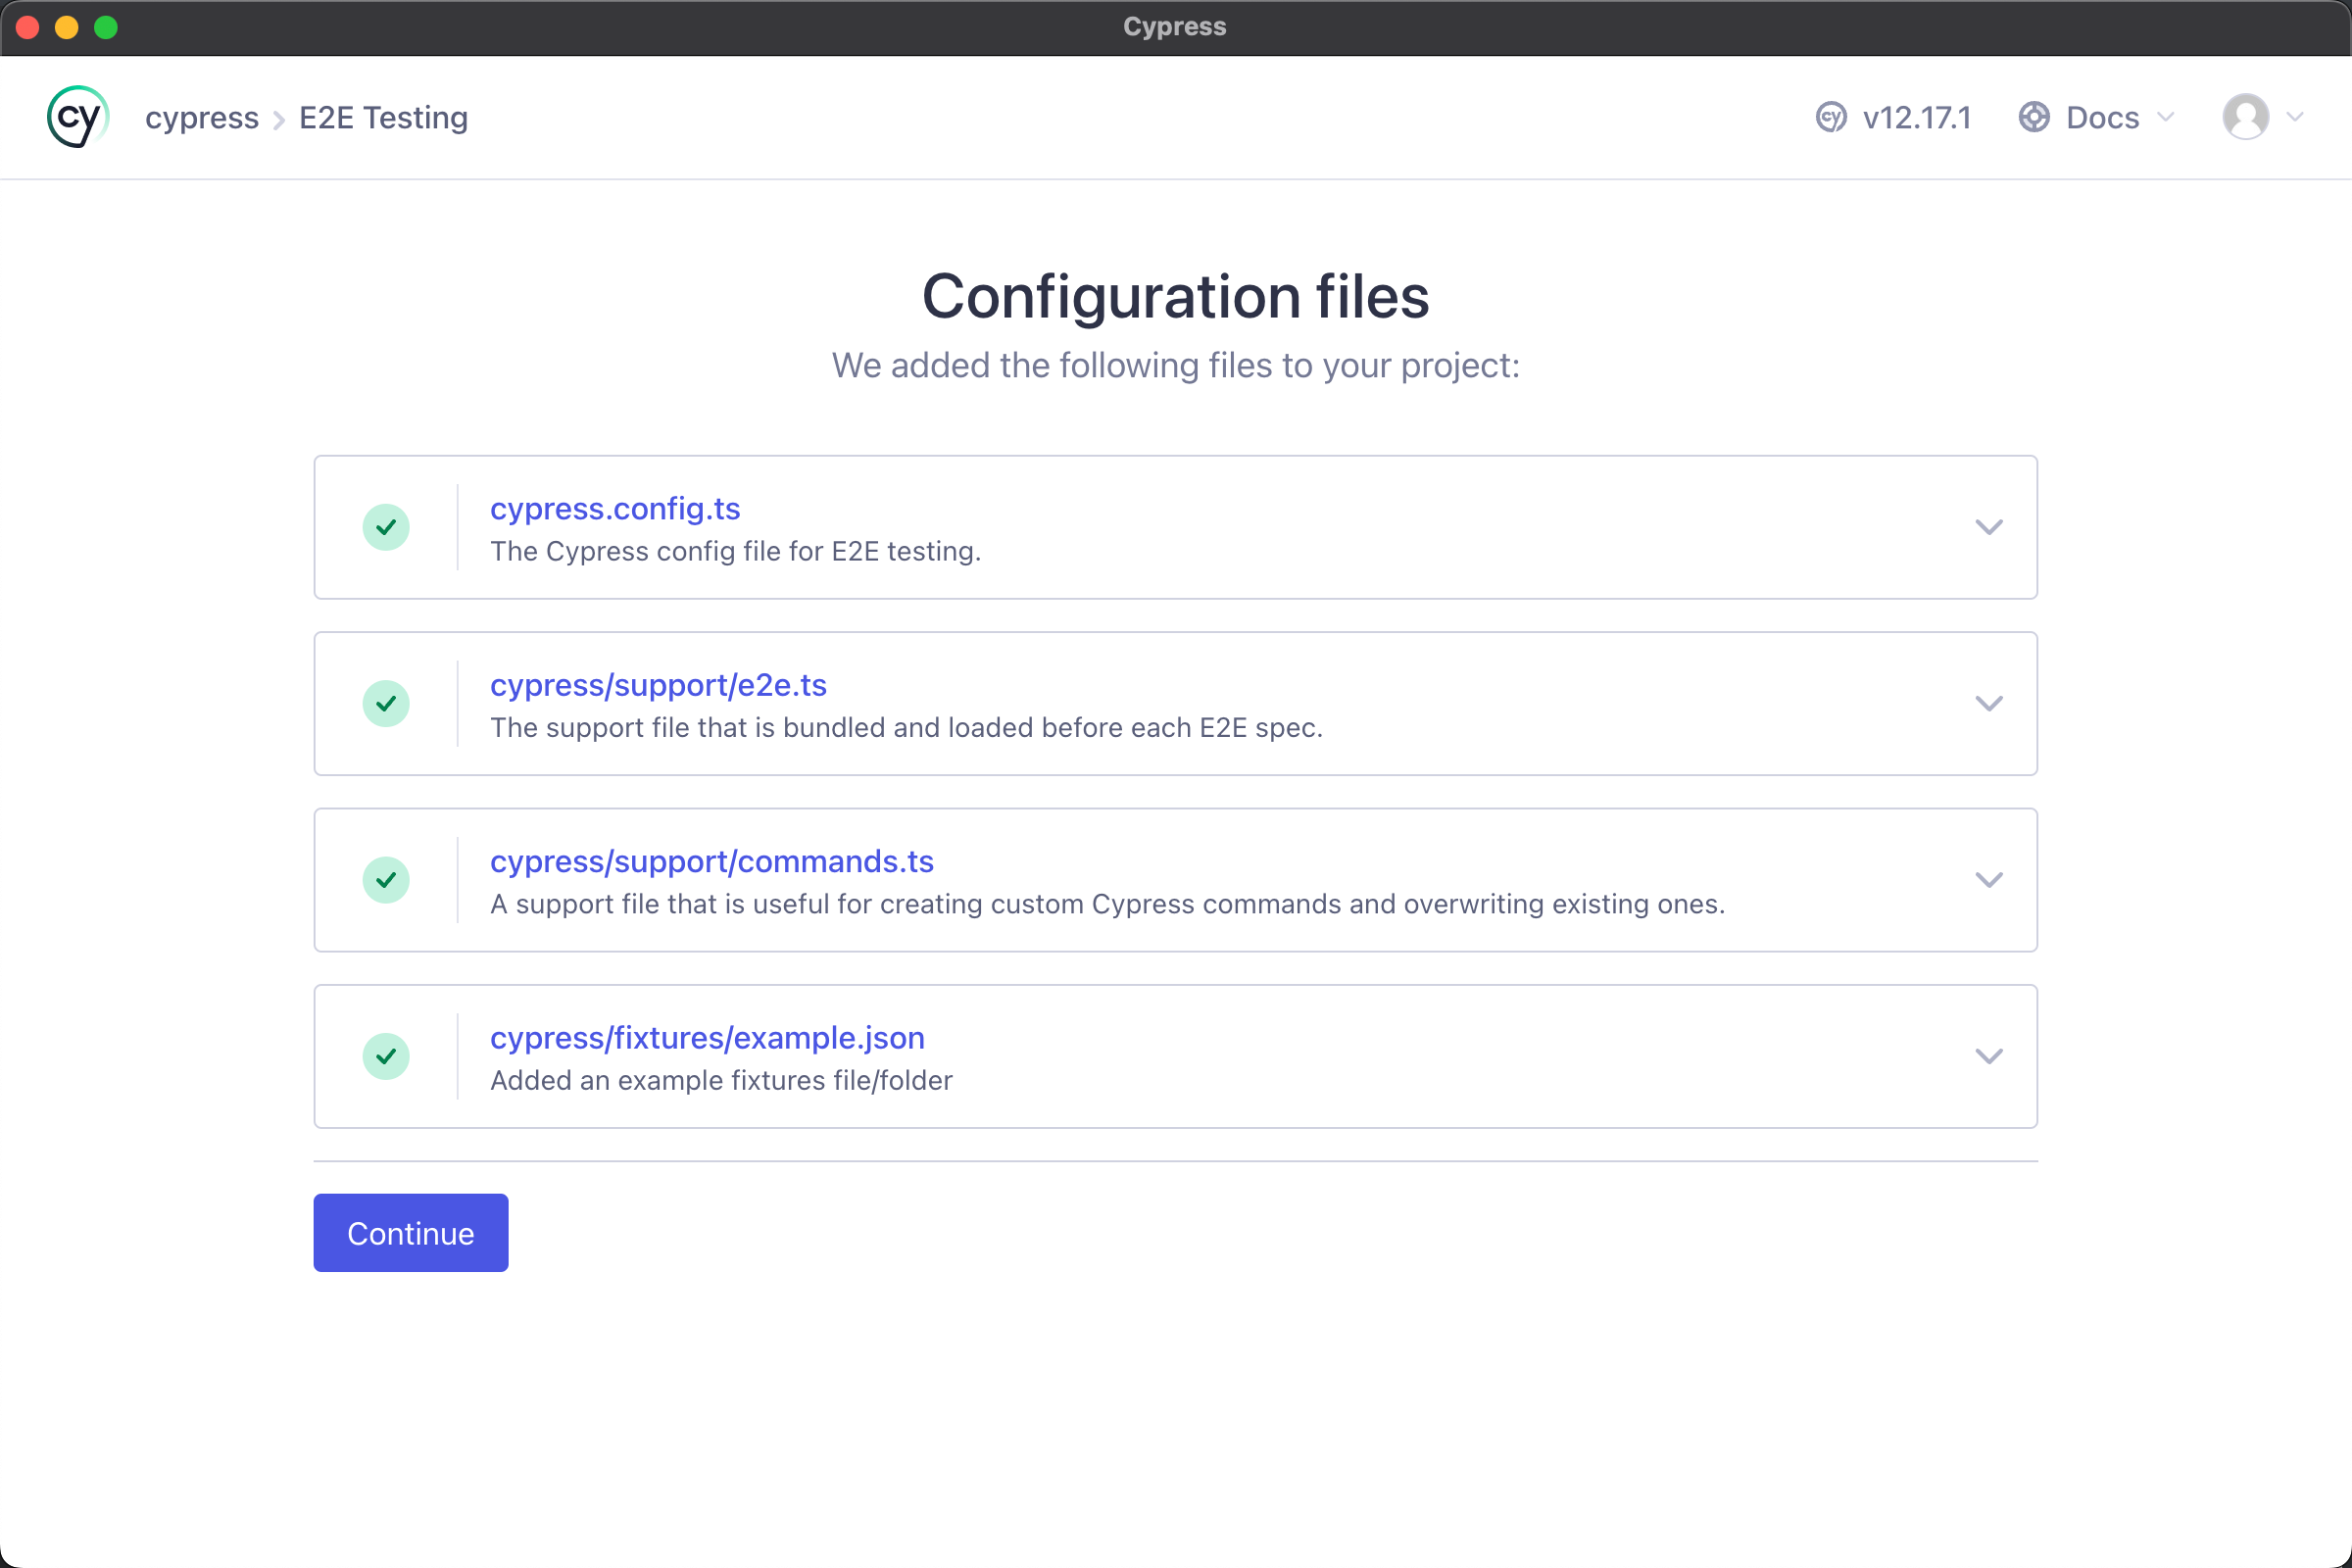 Cypress
cy cypress E2E Testing cy v12.17.1 Docs
Configuration files
We added the following files to your project:
cypress.config.ts
The Cypress config file for E2E testing.
cypress/support/e2e.ts
The support file that is bundled and loaded before each E2E spec.
cypress/support/commands.ts
A support file that is useful for creating custom Cypress commands and overwriting existing ones.
cypress/fixtures/example.json
Added an example fixtures file/folder
Continue